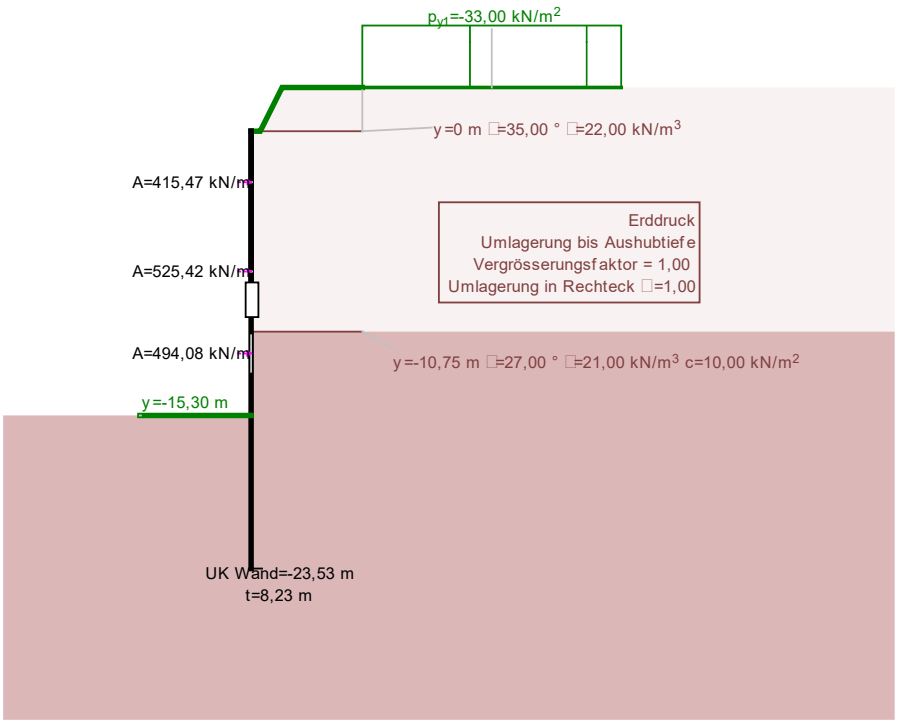 py1=-33,00 kN/m²
y=0 m □=35,00 ° □=22,00 kN/m³
A=415,47 kN/m
Erddruck
Umlagerung bis Aushubtiefe
Vergrösserungsfaktor = 1,00
Umlagerung in Rechteck □=1,00
A=525,42 kN/m
A=494,08 kN/m
y=-10,75 m □=27,00 ° □=21,00 kN/m³ c=10,00 kN/m²
y=-15,30 m
UK Wand=-23,53 m
t=8,23 m